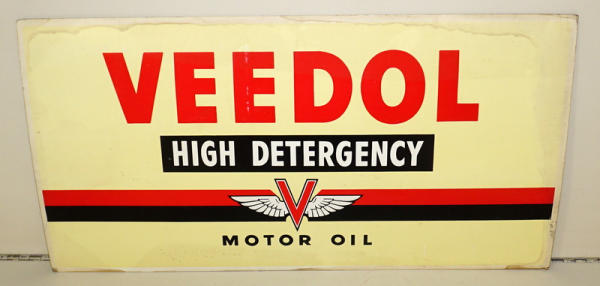 VEEDOL
HIGH DETERGENCY
V
MOTOR OIL